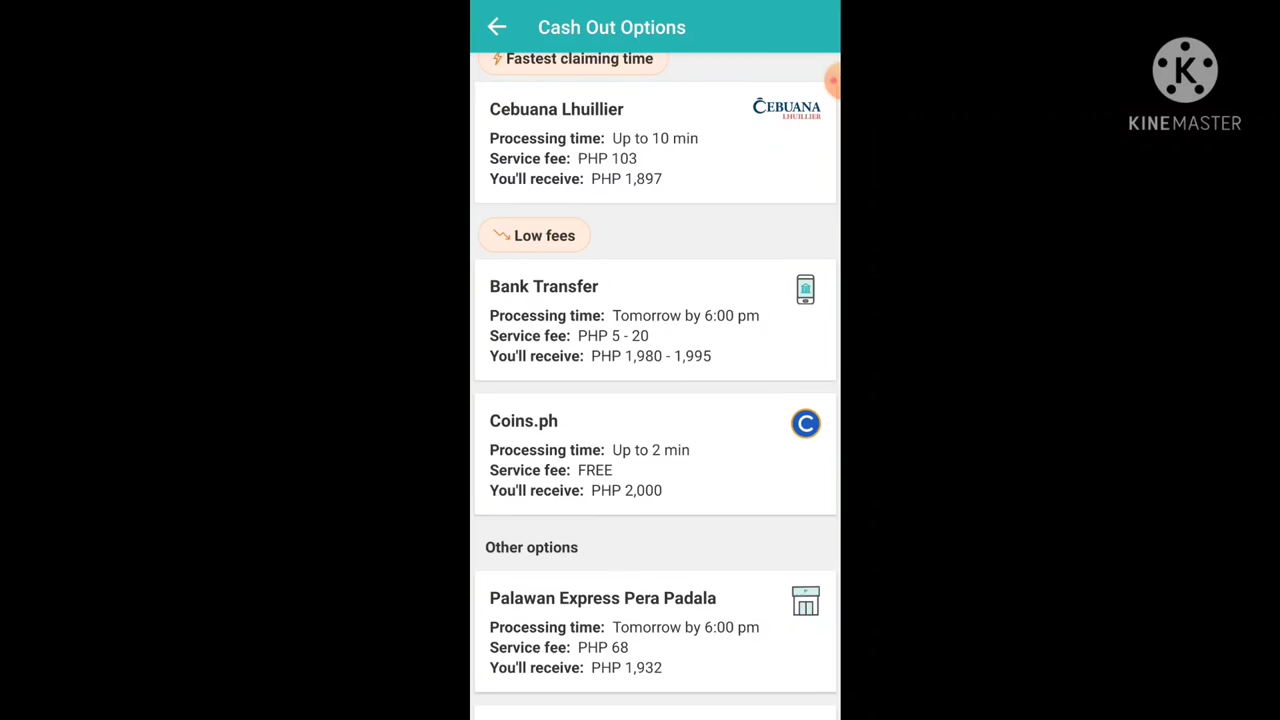 Cash Out Options
Fastest claiming time
Cebuana Lhuillier
CEBUANA
LHUILLIER
Processing time: Up to 10 min
Service fee: PHP 103
You'll receive: PHP 1,897
Low fees
Bank Transfer
Processing time: Tomorrow by 6:00 pm
Service fee: PHP 5 - 20
You'll receive: PHP 1,980 - 1,995
Coins.ph
C
Processing time: Up to 2 min
Service fee: FREE
You'll receive: PHP 2,000
Other options
Palawan Express Pera Padala
Processing time: Tomorrow by 6:00 pm
Service fee: PHP 68
You'll receive: PHP 1,932
K
KINEMASTER